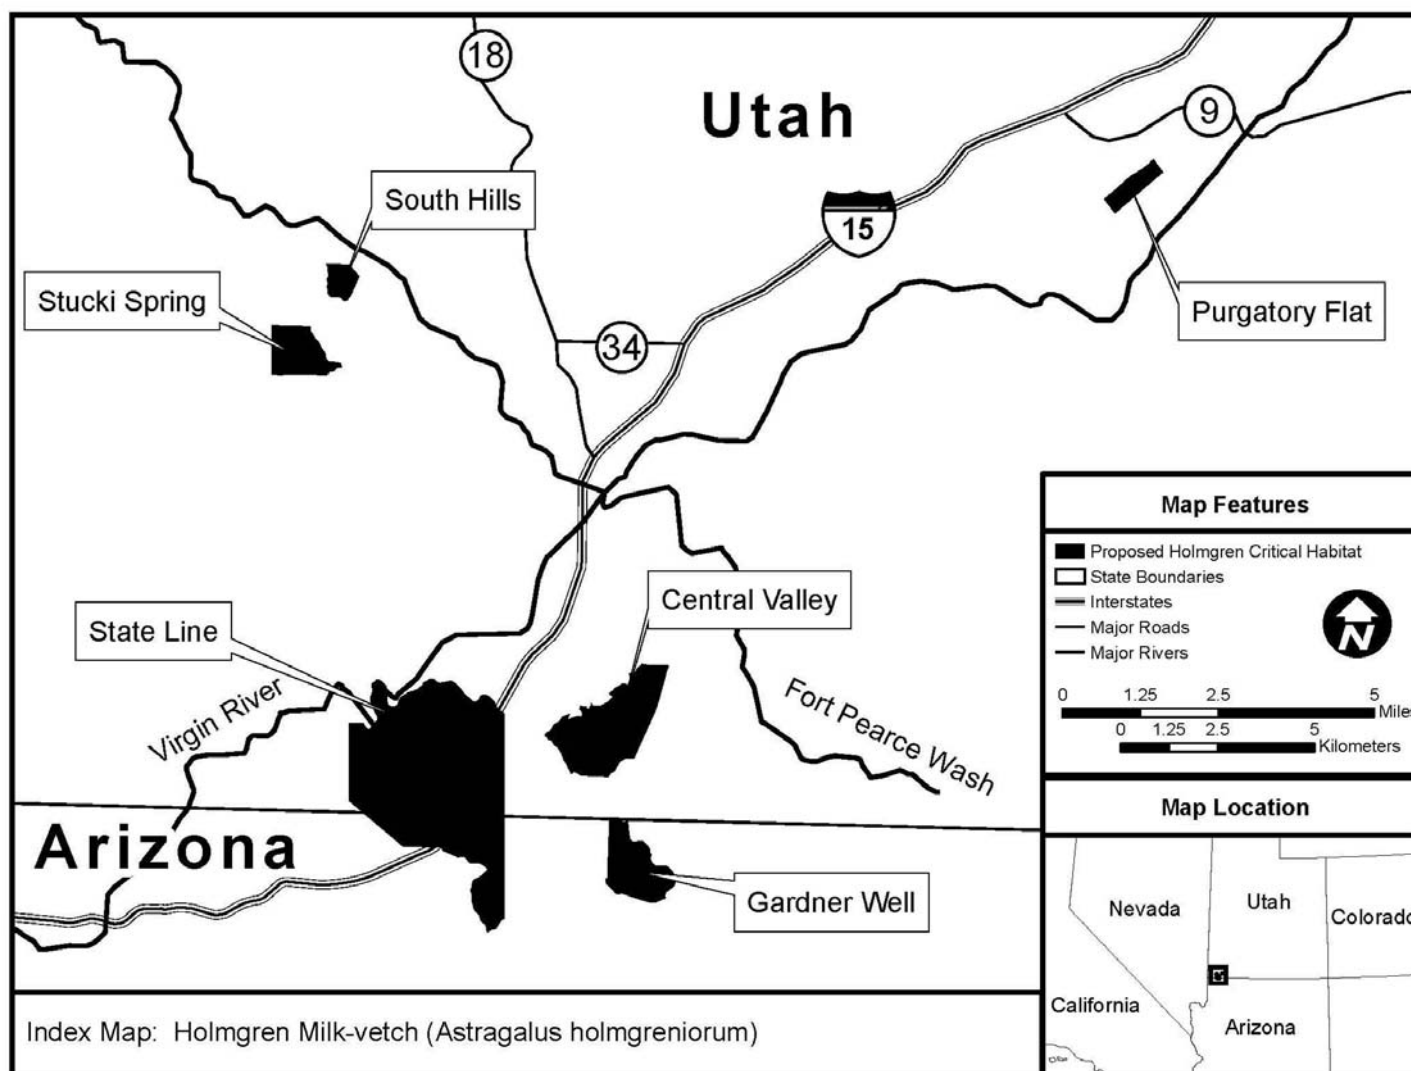 18
Utah
9
South Hills
15
Stucki Spring
Purgatory Flat
34
Central Valley
State Line
Virgin River
Fort Pearce Wash
Arizona
Gardner Well
Map Features
Proposed Holmgren Critical Habitat
State Boundaries
Interstates
Major Roads
Major Rivers
N
0 1.25 2.5 5
Miles
0 1.25 2.5 5
Kilometers
Map Location
Nevada
Utah
Colorado
California
Arizona
Index Map: Holmgren Milk-vetch (Astragalus holmgreniorum)